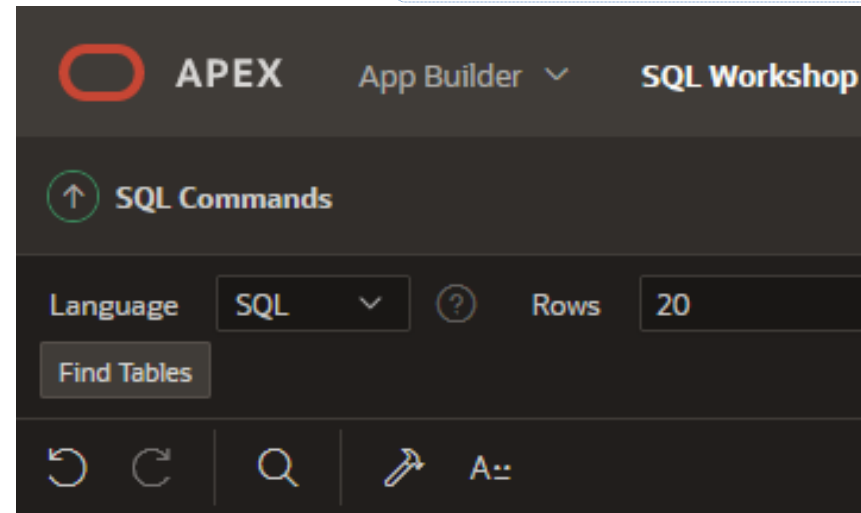 APEX App Builder SQL Workshop
SQL Commands
Language SQL ? Rows 20
Find Tables
A::